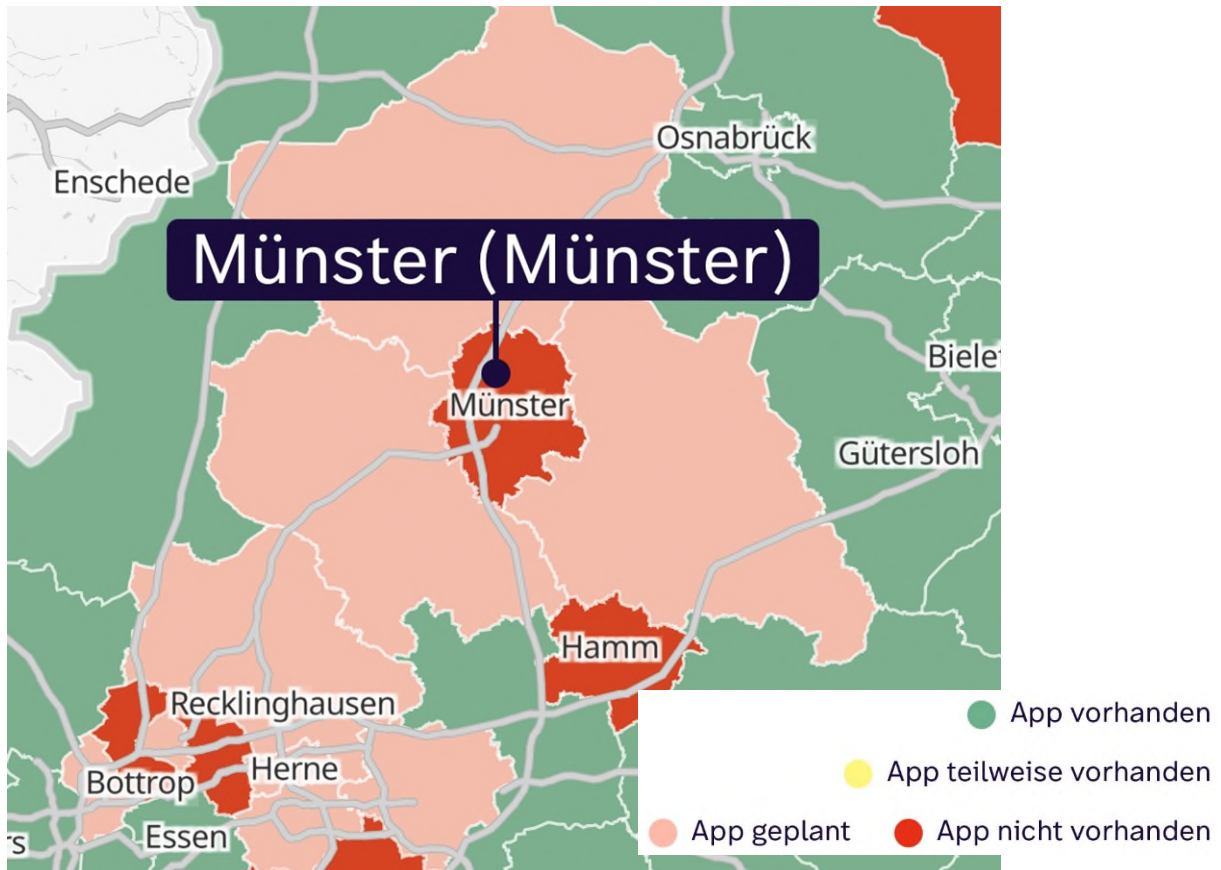 Osnabrück
Enschede
Münster (Münster)
Bielef
Münster
Gütersloh
Hamm
Recklinghausen
Herne
Bottrop
Essen
rs
App vorhanden
App teilweise vorhanden
App geplant
App nicht vorhanden